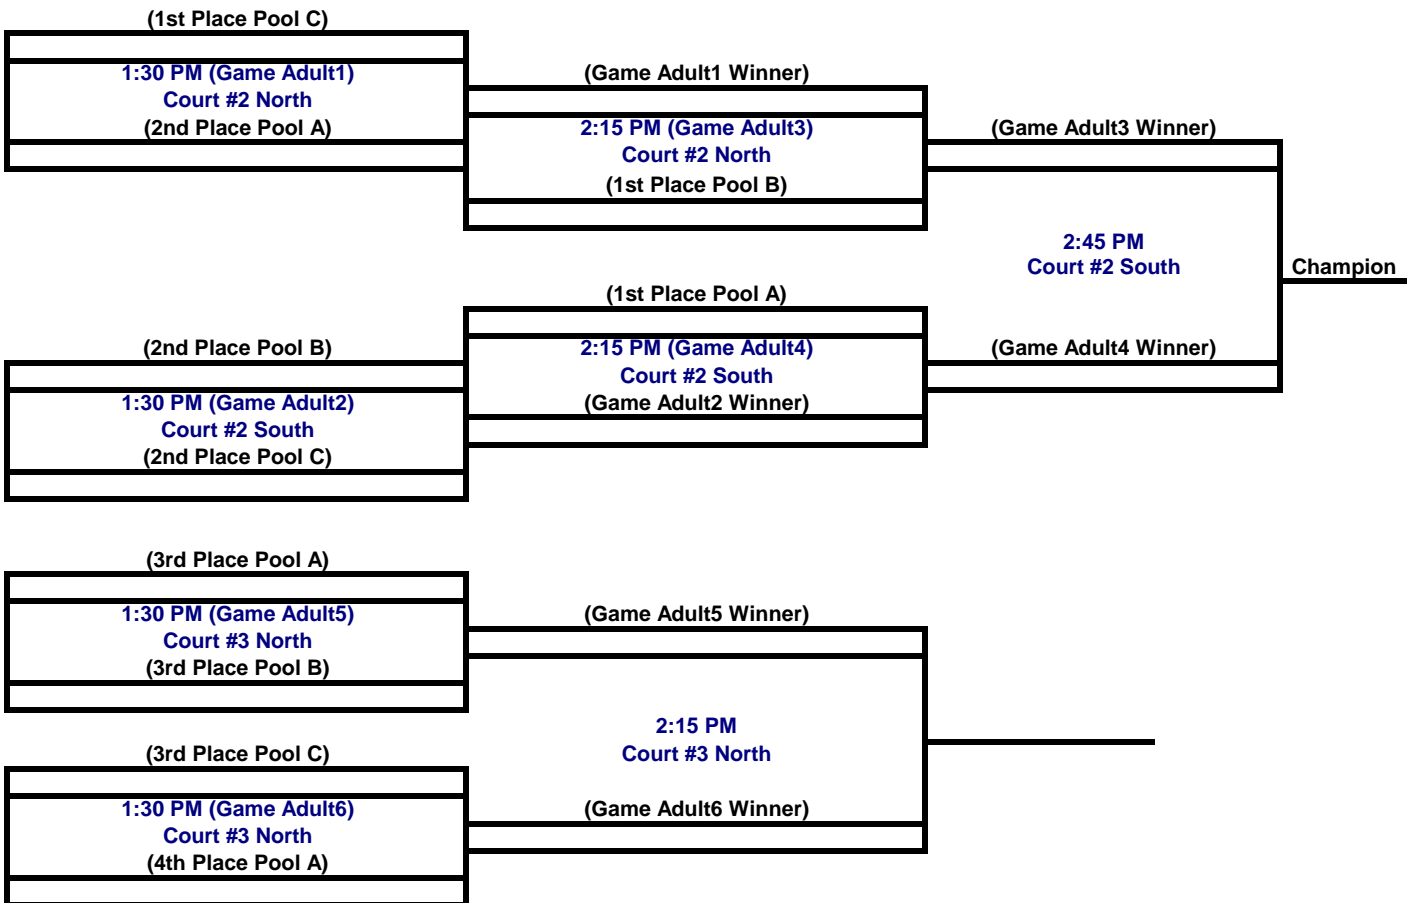 (1st Place Pool C)
1:30 PM (Game Adult1)
Court #2 North
(2nd Place Pool A)
(Game Adult1 Winner)
2:15 PM (Game Adult3)
Court #2 North
(1st Place Pool B)
(Game Adult3 Winner)
2:45 PM
Court #2 South
Champion
(1st Place Pool A)
2:15 PM (Game Adult4)
Court #2 South
(Game Adult2 Winner)
(Game Adult4 Winner)
(2nd Place Pool B)
1:30 PM (Game Adult2)
Court #2 South
(2nd Place Pool C)
(3rd Place Pool A)
1:30 PM (Game Adult5)
Court #3 North
(3rd Place Pool B)
(Game Adult5 Winner)
2:15 PM
Court #3 North
(Game Adult6 Winner)
(3rd Place Pool C)
1:30 PM (Game Adult6)
Court #3 North
(4th Place Pool A)